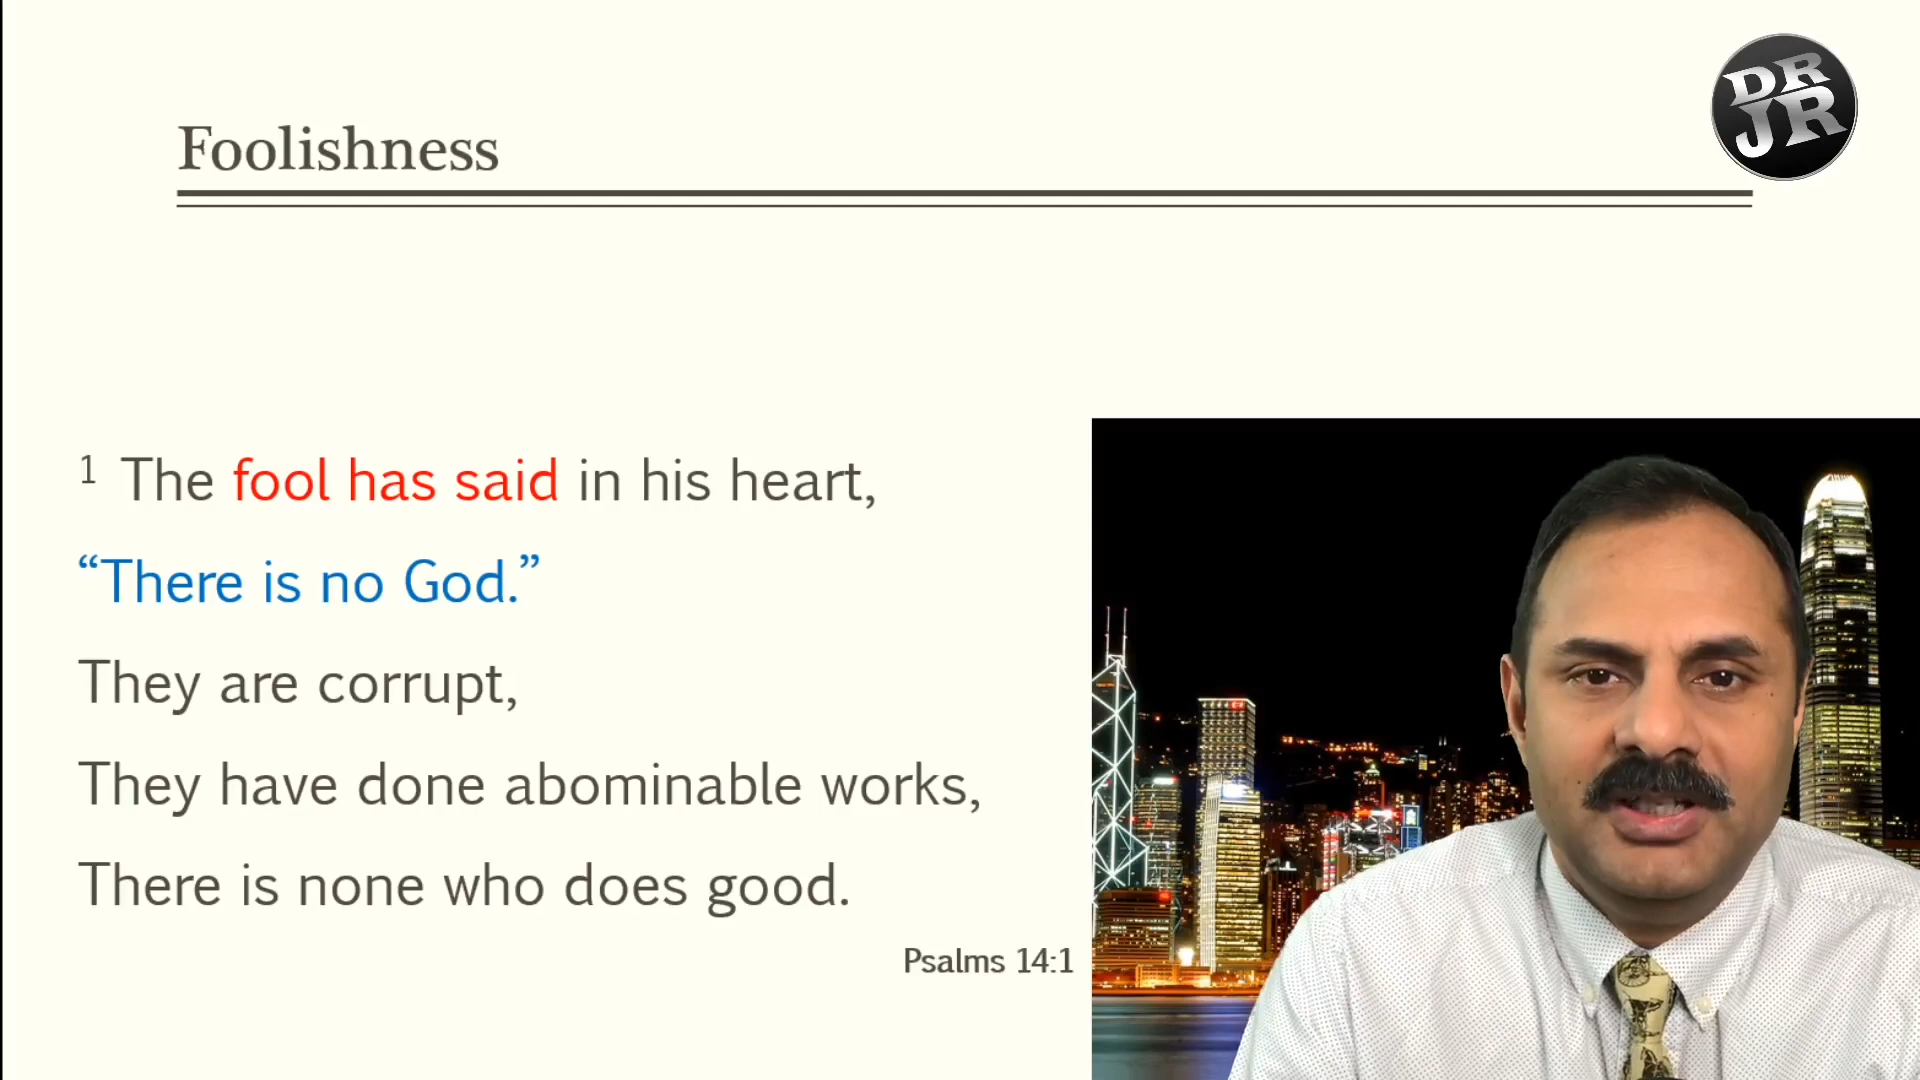 DR
JR
Foolishness
1 The fool has said in his heart,
“There is no God.”
They are corrupt,
They have done abominable works,
There is none who does good.
Psalms 14:1